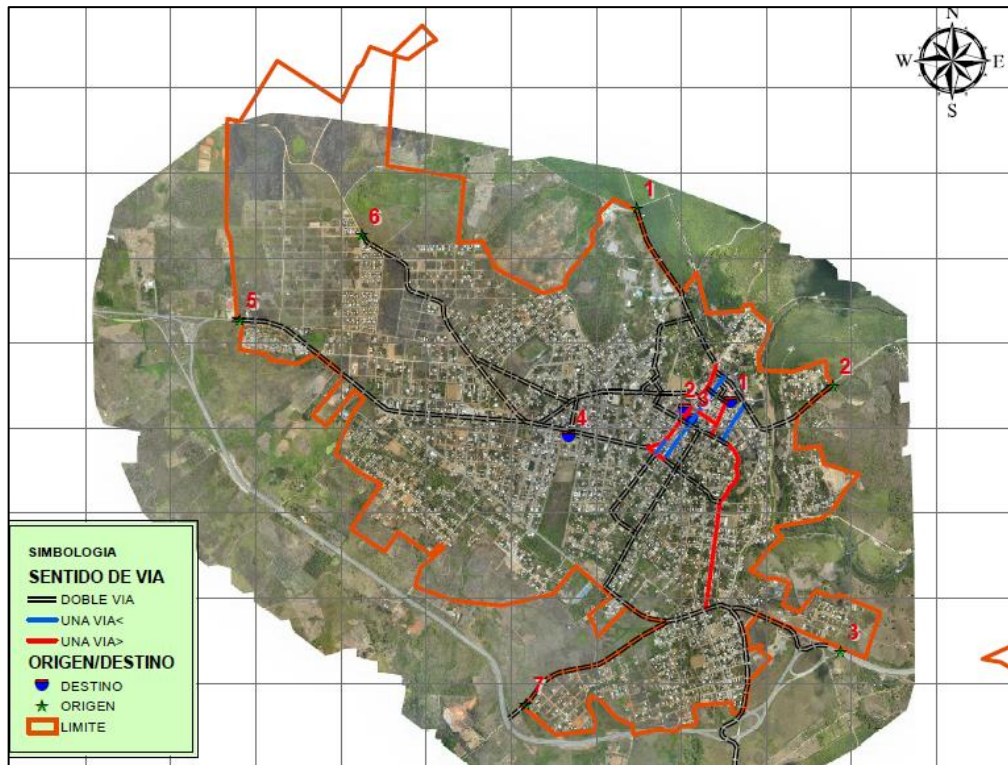 N
W E
S
1
6
5
2
1
2
3
4
3
7
SIMBOLOGIA
SENTIDO DE VIA
DOBLE VIA
UNA VIA<
UNA VIA>
ORIGEN/DESTINO
DESTINO
ORIGEN
LIMITE